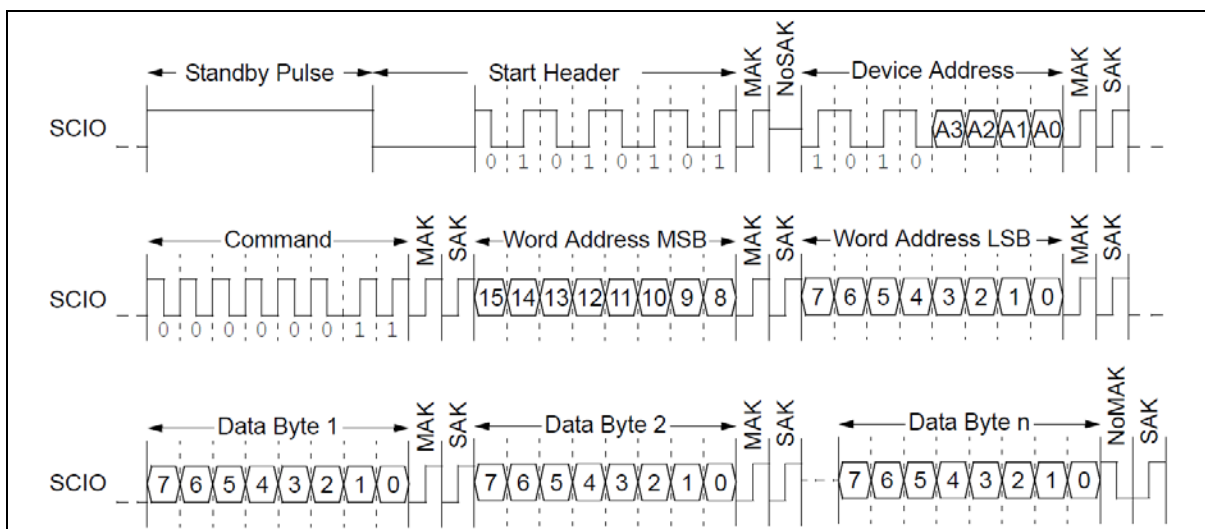 Standby Pulse Start Header MAK NoSAK Device Address MAK SAK
SCIO A3 A2 A1 A0
0 1 0 1 0 1 0 1 1 0 1 0
Command MAK SAK Word Address MSB MAK SAK Word Address LSB MAK SAK
SCIO 15 14 13 12 11 10 9 8 7 6 5 4 3 2 1 0
0 0 0 0 0 0 1 1
Data Byte 1 MAK SAK Data Byte 2 MAK SAK Data Byte n NoMAK SAK
SCIO 7 6 5 4 3 2 1 0 7 6 5 4 3 2 1 0 7 6 5 4 3 2 1 0